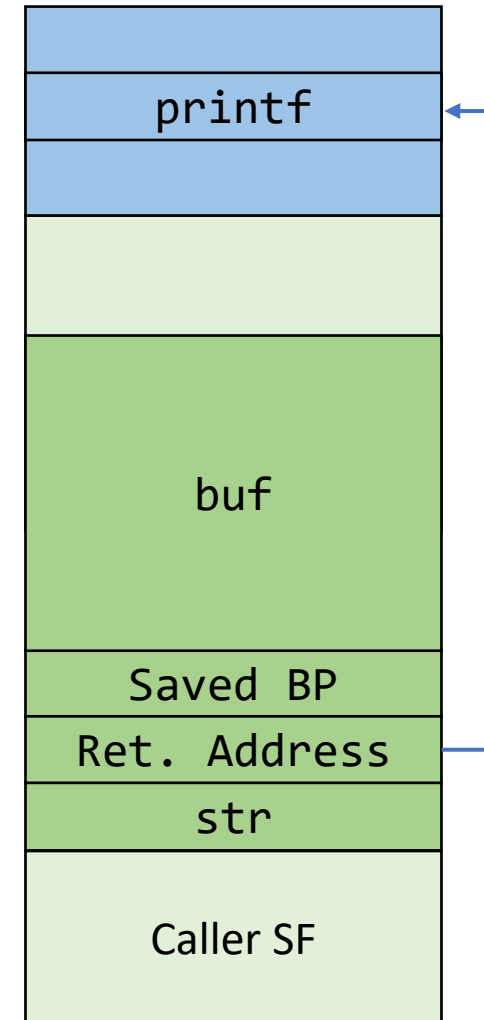 printf
buf
Saved BP
Ret. Address
str
Caller SF